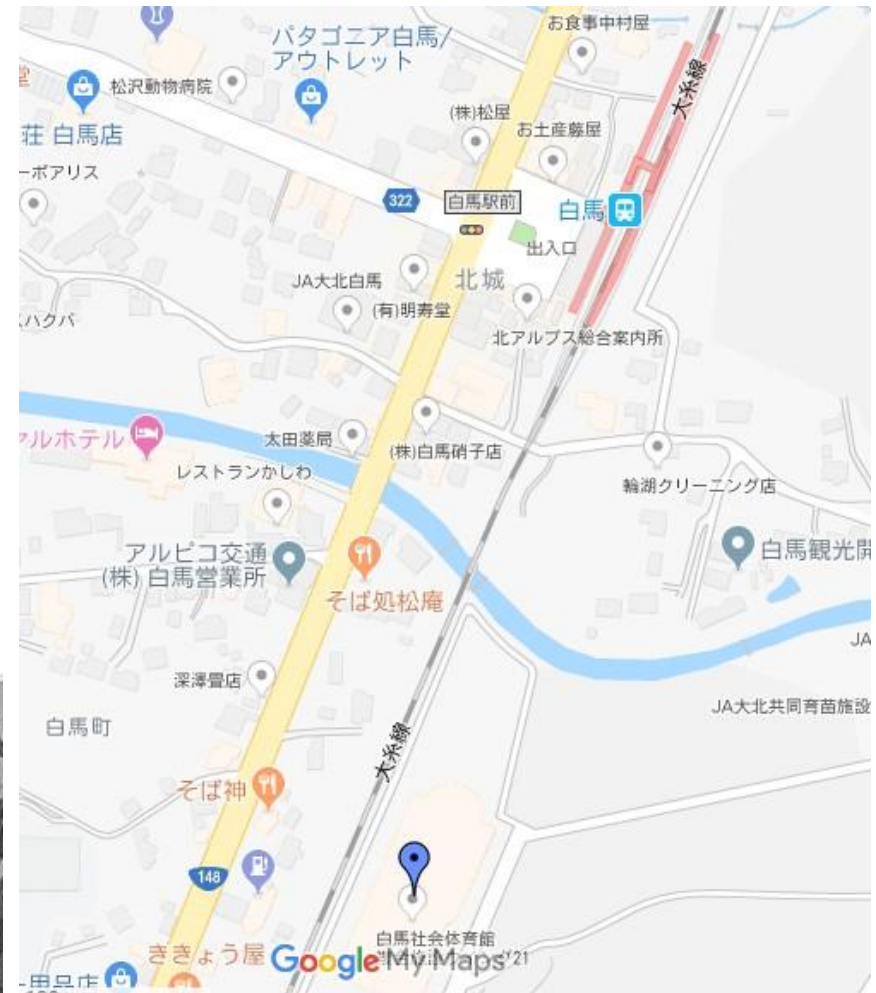 お食事中村屋
パタゴニア白馬/
アウトレット
松沢動物病院
大糸線
堂
荘 白馬店
(株)松屋
お土産藤屋
ーボアリス
322
白馬駅前
白馬
出入口
JA大北白馬
北城
(有)明寿堂
スハクバ
北アルプス総合案内所
太田薬局
(株)白馬硝子店
レストランかしわ
輪湖クリーニング店
アルピコ交通
(株)白馬営業所
白馬観光開
そば処松庵
JA
深澤畳店
JA大北共同育苗施設
白馬町
大糸線
そば神
148
白馬社会体育館
21
ききょう屋
Google My Maps
用品店